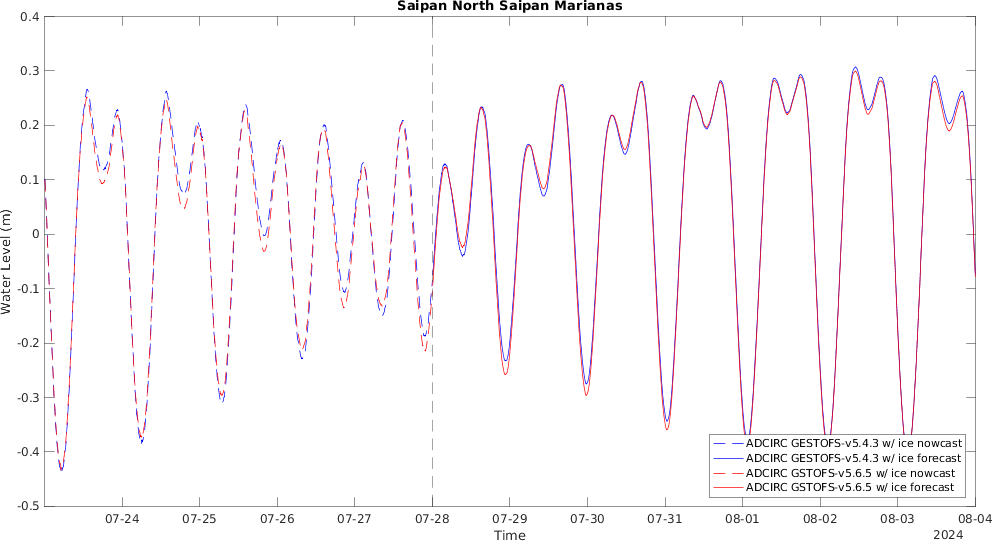 Saipan North Saipan Marianas
0.4
0.3
0.2
0.1
0
-0.1
-0.2
-0.3
-0.4
-0.5
Water Level (m)
ADCIRC GESTOFS-v5.4.3 w/ ice nowcast
ADCIRC GESTOFS-v5.4.3 w/ ice forecast
ADCIRC GSTOFS-v5.6.5 w/ ice nowcast
ADCIRC GSTOFS-v5.6.5 w/ ice forecast
07-24 07-25 07-26 07-27 07-28 07-29 07-30 07-31 08-01 08-02 08-03 08-04
Time
2024